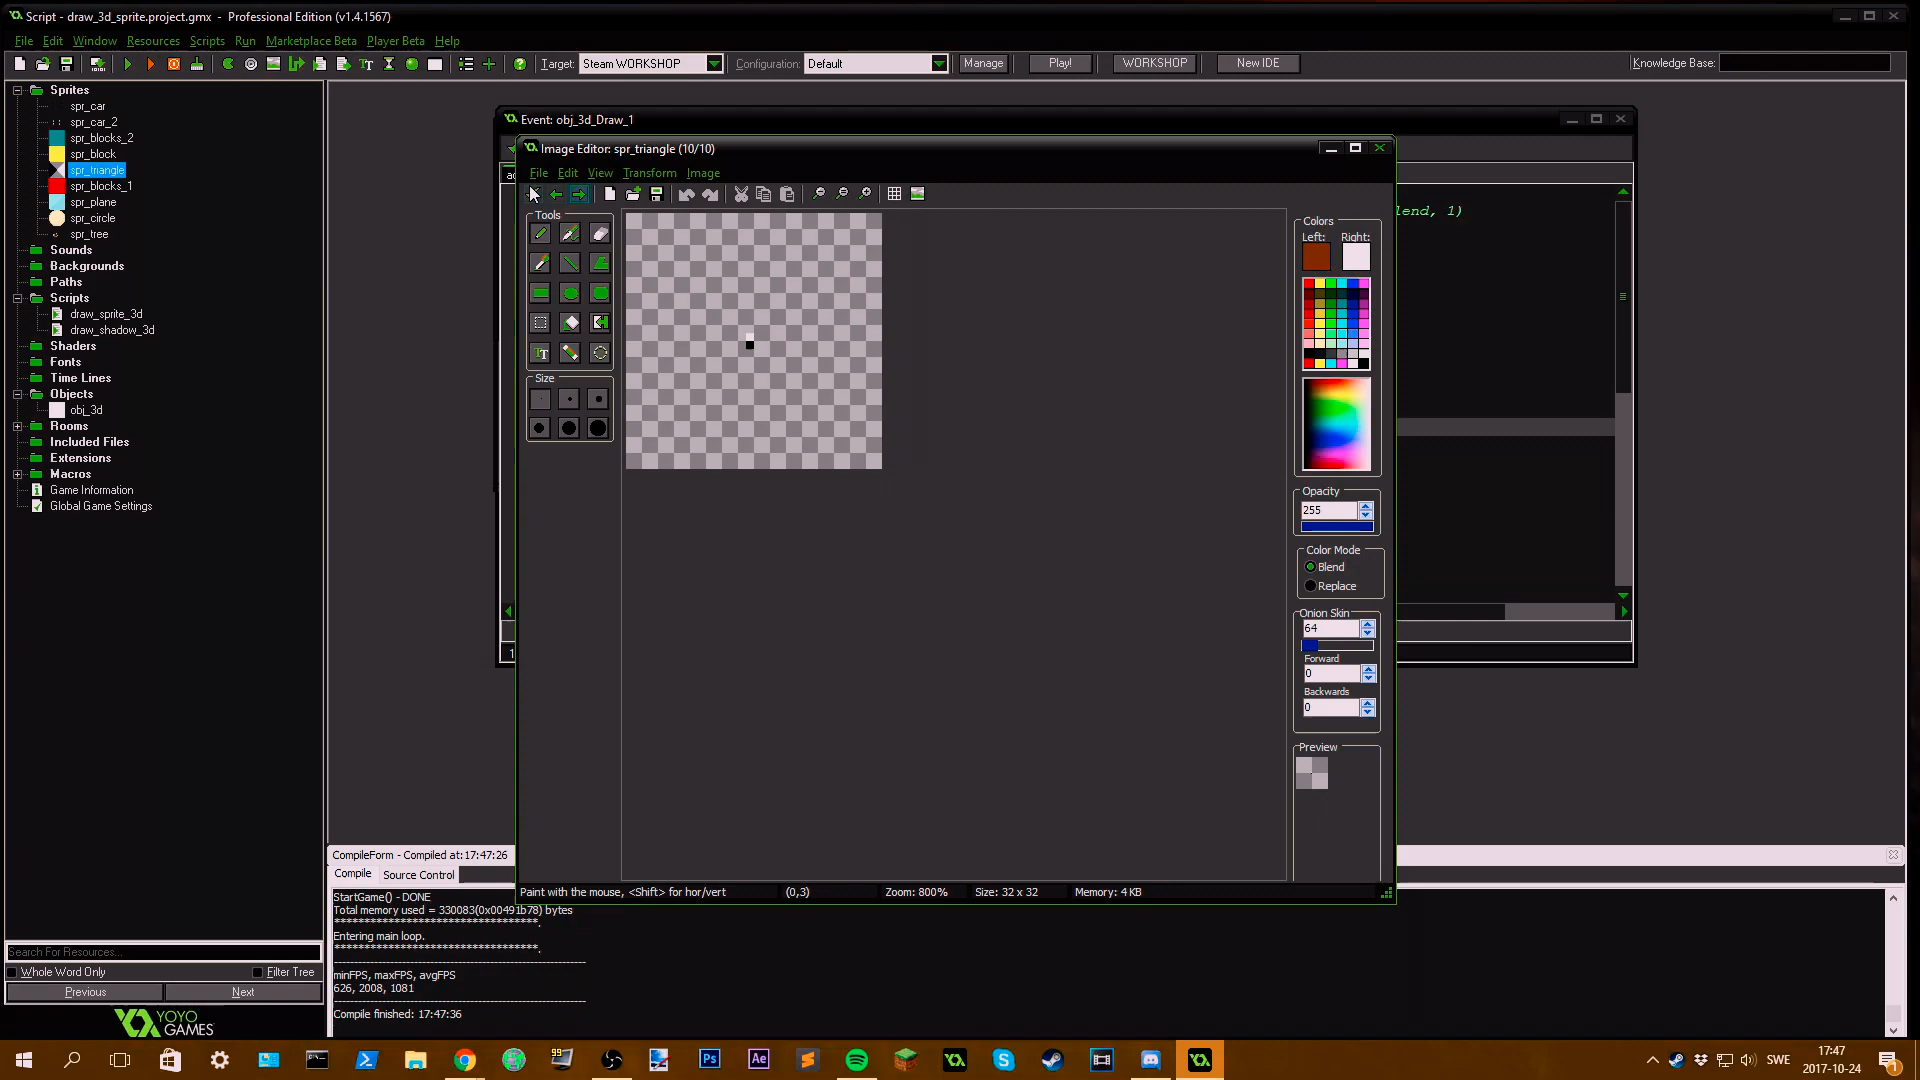 Script - draw_3d_sprite.project.gmx - Professional Edition (v1.4.1567)
File Edit Window Resources Scripts Run Marketplace Beta Player Beta Help
Target: Steam WORKSHOP Configuration: Default Manage Play! WORKSHOP New IDE Knowledge Base:
Sprites
spr_car
spr_car_2
spr_blocks_2
spr_block
spr_triangle
spr_blocks_1
spr_plane
spr_circle
spr_tree
Sounds
Backgrounds
Paths
Scripts
draw_sprite_3d
draw_shadow_3d
Shaders
Fonts
Time Lines
Objects
obj_3d
Rooms
Included Files
Extensions
Macros
Game Information
Global Game Settings
Search For Resources...
Whole Word Only Filter Tree
Previous Next
YOYO
GAMES
Event: obj_3d_Draw_1
lend, 1)
Image Editor: spr_triangle (10/10)
File Edit View Transform Image
Tools
Size
Colors
Left: Right:
Opacity
255
Color Mode
Blend
Replace
Onion Skin
64
Forward
0
Backwards
0
Preview
Paint with the mouse, <Shift> for hor/vert (0,3) Zoom: 800% Size: 32 x 32 Memory: 4 KB
CompileForm - Compiled at:17:47:26
Compile Source Control
StartGame() - DONE
Total memory used = 330083(0x00491b78) bytes
Entering main loop.
minFPS, maxFPS, avgFPS
626, 2008, 1081
Compile finished: 17:47:36
99
Ps
Ae
SWE
17:47
2017-10-24
1